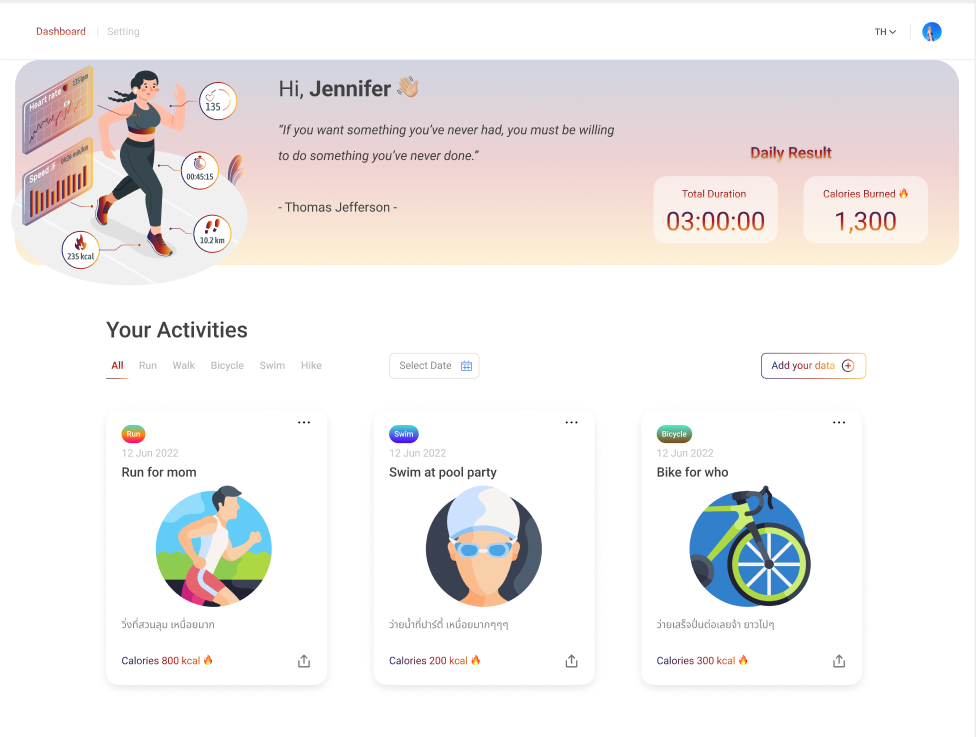 Dashboard | Setting
TH
Heart rate 135 bpm
135
Speed
04:26 min/km
00:45:15
10.2 km
235 kcal
Hi, Jennifer 👋🏼
“If you want something you’ve never had, you must be willing
to do something you’ve never done.”
- Thomas Jefferson -
Daily Result
Total Duration
03:00:00
Calories Burned 🔥
1,300
Your Activities
All Run Walk Bicycle Swim Hike
Select Date
Add your data
Run
12 Jun 2022
Run for mom
วิ่งที่สวนลุม เหนื่อยมาก
Calories 800 kcal 🔥
Swim
12 Jun 2022
Swim at pool party
ว่ายน้ำที่ปาร์ตี้ เหนื่อยมากๆๆๆ
Calories 200 kcal 🔥
Bicycle
12 Jun 2022
Bike for who
ว่ายเสร็จปั่นต่อเลยจ้า ยาวไปๆ
Calories 300 kcal 🔥